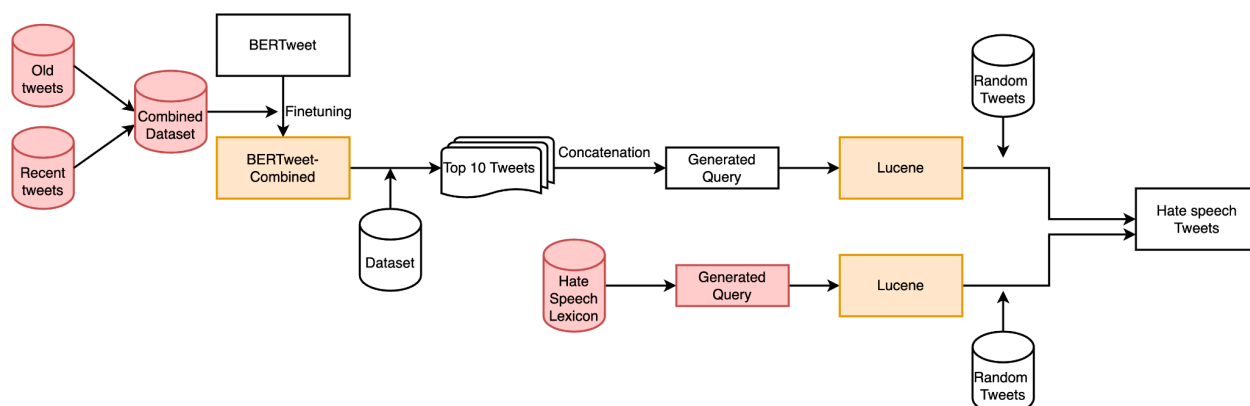 Old
tweets
Recent
tweets
Combined
Dataset
BERTweet
Finetuning
BERTweet-
Combined
Dataset
Top 10 Tweets
Concatenation
Generated
Query
Lucene
Random
Tweets
Hate speech
Tweets
Hate
Speech
Lexicon
Generated
Query
Lucene
Random
Tweets